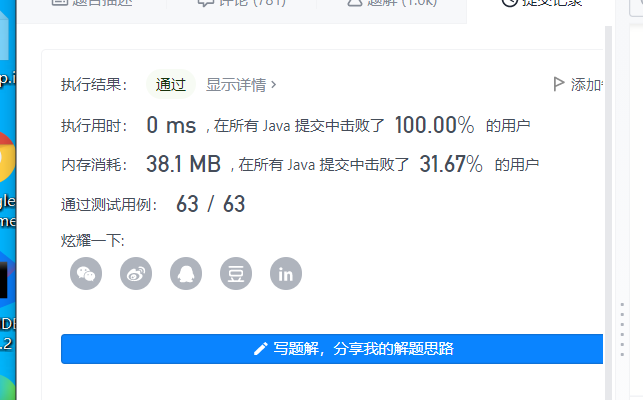 题目描述 评论 (781) 题解 (1.0k) 提交记录
执行结果： 通过 显示详情 >
执行用时： 0 ms , 在所有 Java 提交中击败了 100.00% 的用户
内存消耗： 38.1 MB , 在所有 Java 提交中击败了 31.67% 的用户
通过测试用例： 63 / 63
炫耀一下:
in
写题解，分享我的解题思路
p.i
gle
me
DE
.2